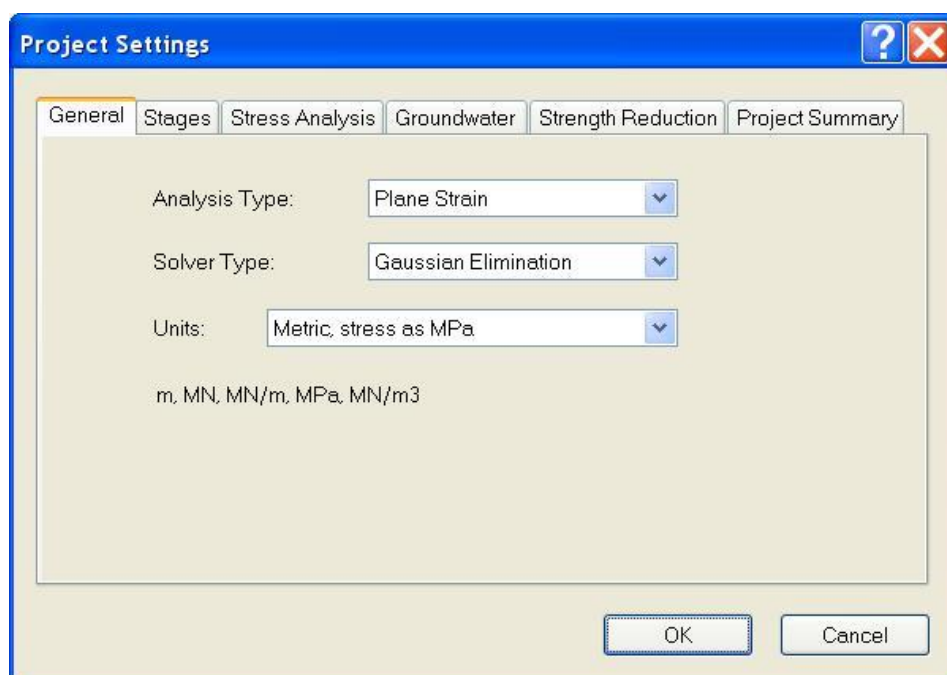 Project Settings
General Stages Stress Analysis Groundwater Strength Reduction Project Summary
Analysis Type: Plane Strain
Solver Type: Gaussian Elimination
Units: Metric, stress as MPa
m, MN, MN/m, MPa, MN/m3
OK Cancel